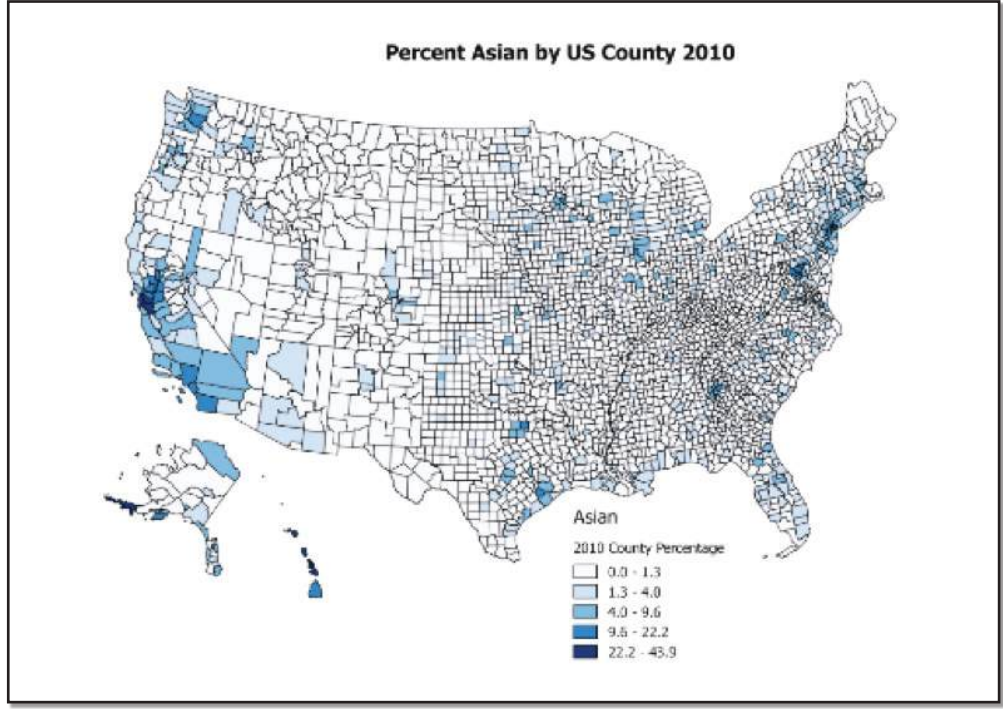 Percent Asian by US County 2010
Asian
2010 County Percentage
0.0 - 1.3
1.3 - 4.0
4.0 - 9.6
9.6 - 22.2
22.2 - 43.9